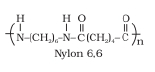 H H O O
(N–(CH₂)₆–N–C(CH₂)₄–C)n
Nylon 6,6